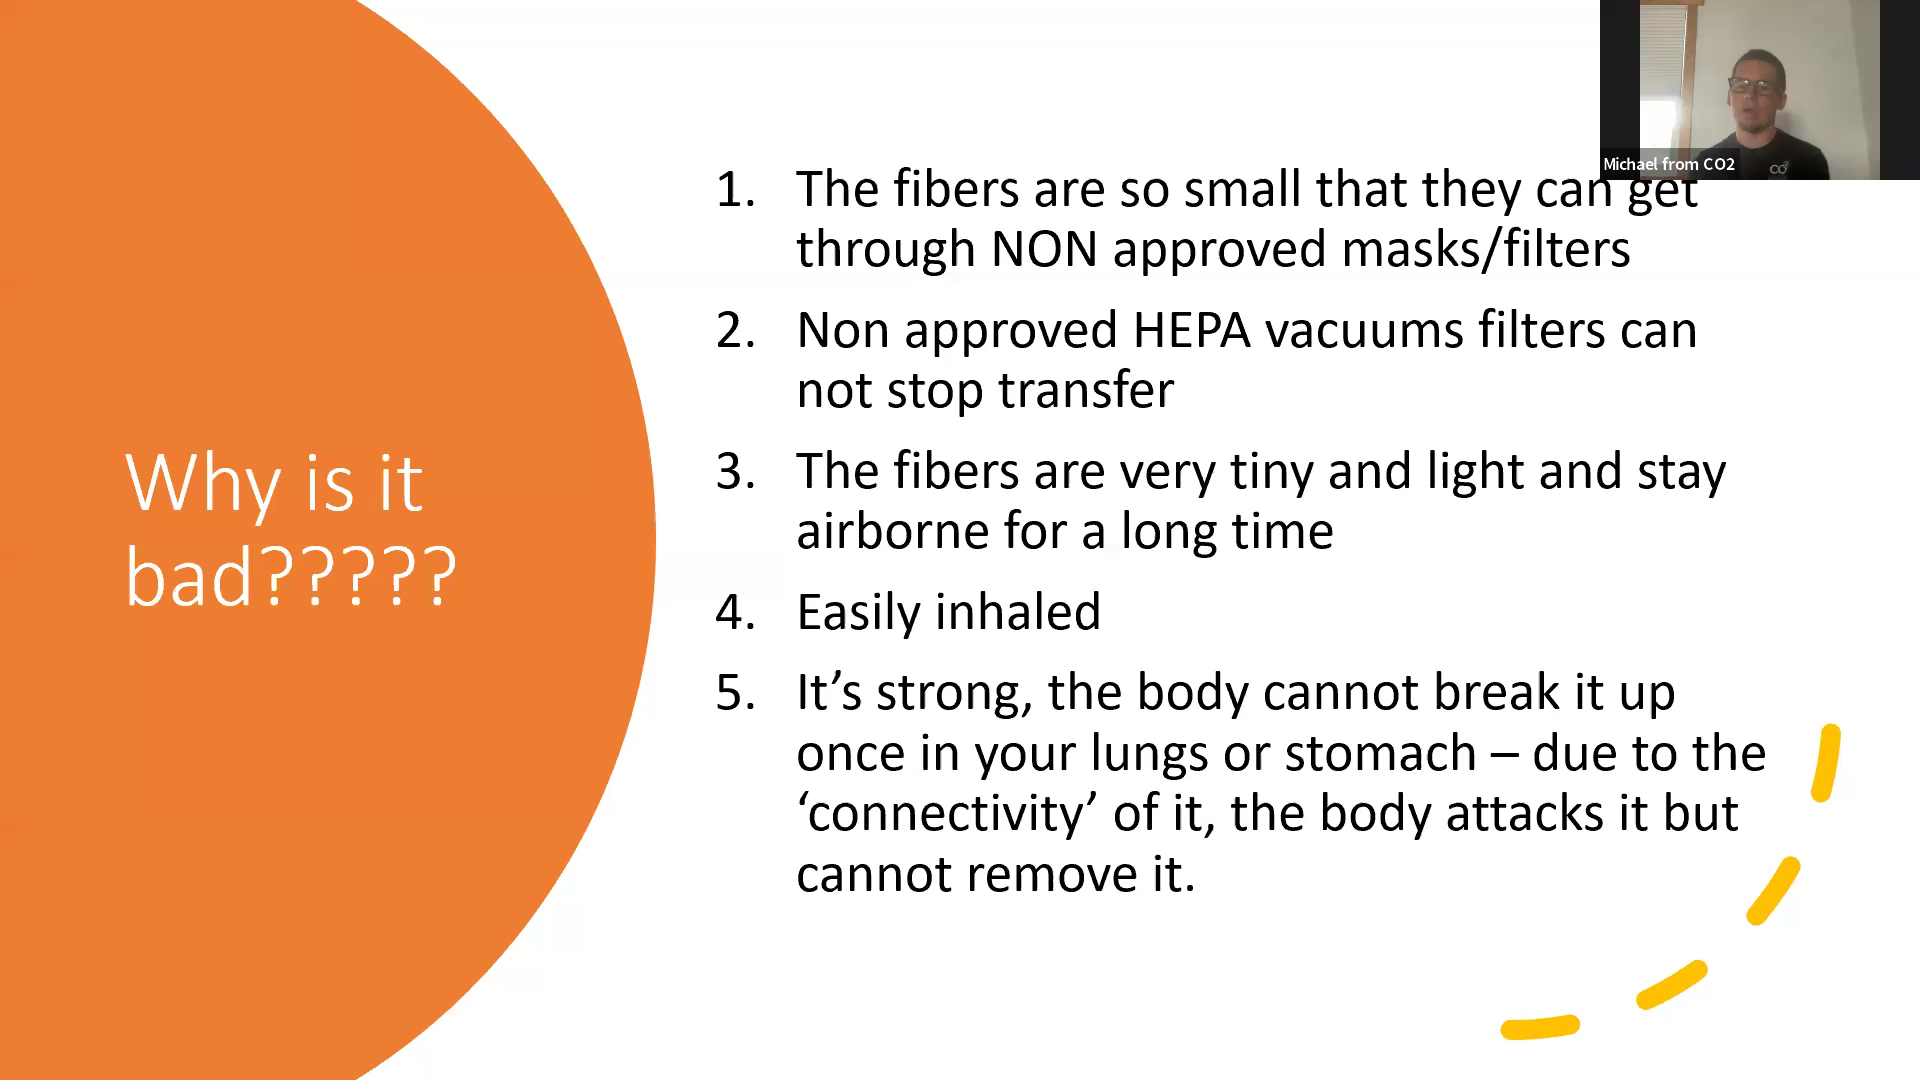 Michael from CO2
Why is it
bad?????
1. The fibers are so small that they can get
through NON approved masks/filters
2. Non approved HEPA vacuums filters can
not stop transfer
3. The fibers are very tiny and light and stay
airborne for a long time
4. Easily inhaled
5. It’s strong, the body cannot break it up
once in your lungs or stomach – due to the
‘connectivity’ of it, the body attacks it but
cannot remove it.